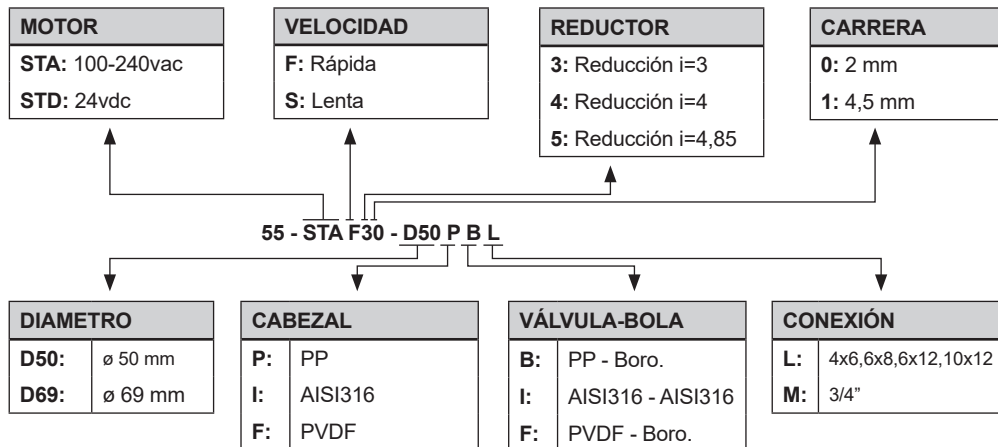 MOTOR
STA: 100-240vac
STD: 24vdc
VELOCIDAD
F: Rápida
S: Lenta
REDUCTOR
3: Reducción i=3
4: Reducción i=4
5: Reducción i=4,85
CARRERA
0: 2 mm
1: 4,5 mm
55 - STA F30 - D50 P B L
DIAMETRO
D50: ø 50 mm
D69: ø 69 mm
CABEZAL
P: PP
I: AISI316
F: PVDF
VÁLVULA-BOLA
B: PP - Boro.
I: AISI316 - AISI316
F: PVDF - Boro.
CONEXIÓN
L: 4x6,6x8,6x12,10x12
M: 3/4”